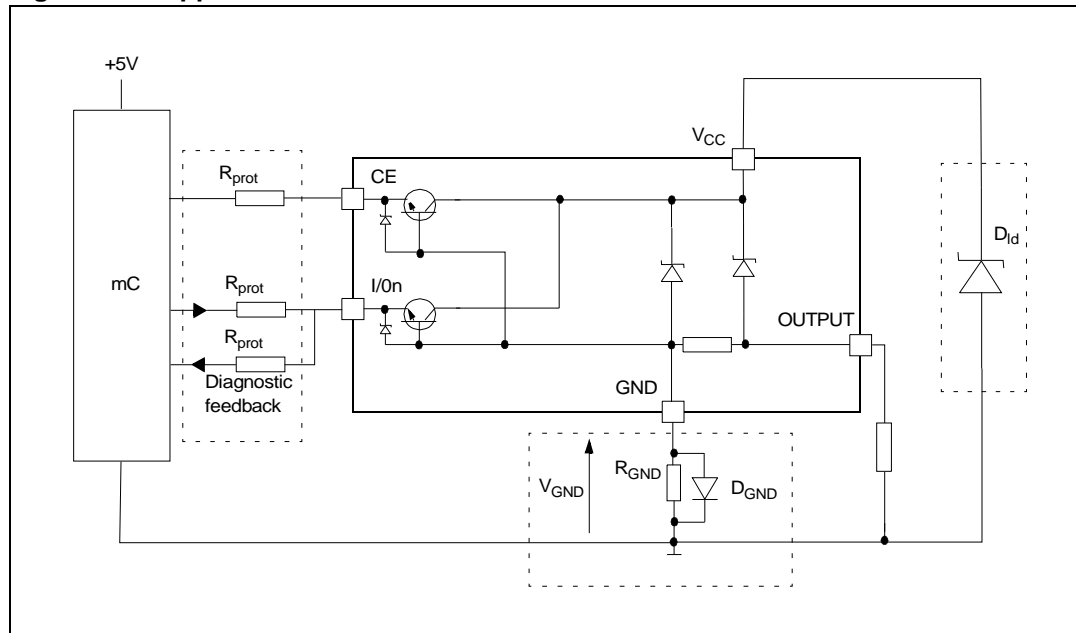 +5V
VCC
Rprot
CE
Dld
mC
Rprot
I/0n
Rprot
OUTPUT
Diagnostic
feedback
GND
RGND
VGND
DGND